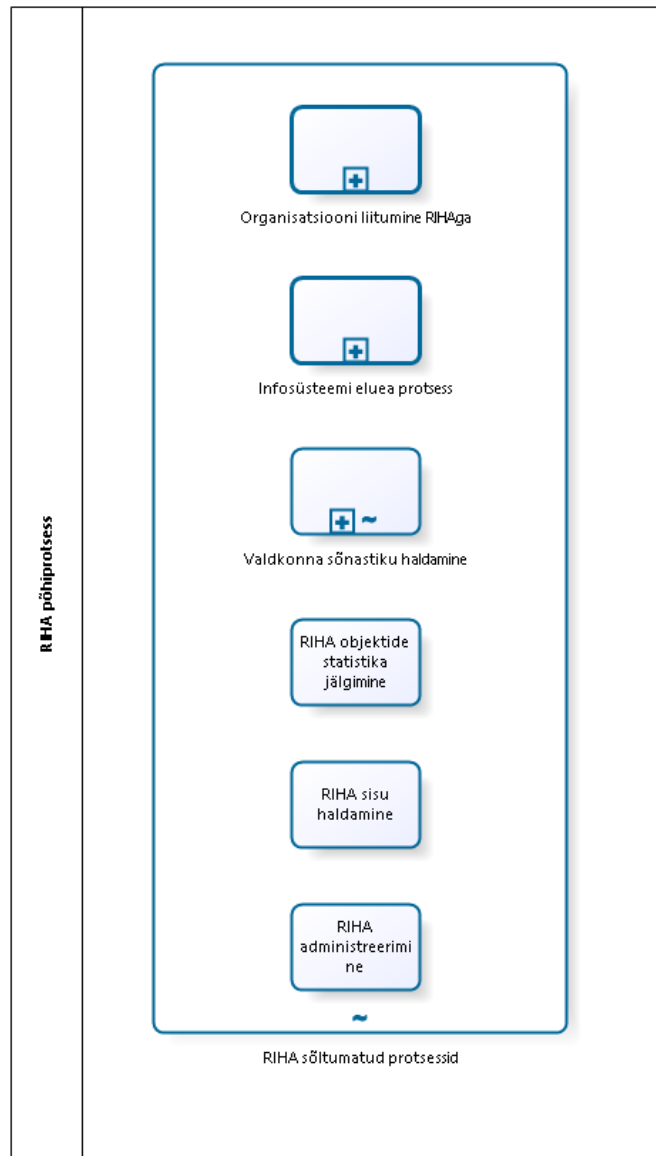 RIHA põhiprotsess
Organisatsiooni liitumine RIHAga
Infosüsteemi eluea protsess
Valdkonna sõnastiku haldamine
RIHA objektide
statistika
jälgimine
RIHA sisu
haldamine
RIHA
administreerimi
ne
RIHA sõltumatud protsessid